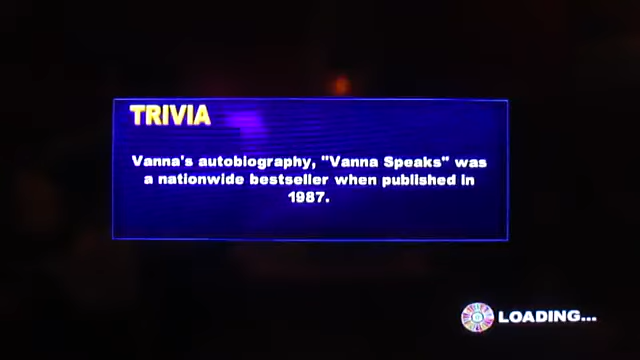 TRIVIA
Vanna's autobiography, "Vanna Speaks" was
a nationwide bestseller when published in
1987.
LOADING...